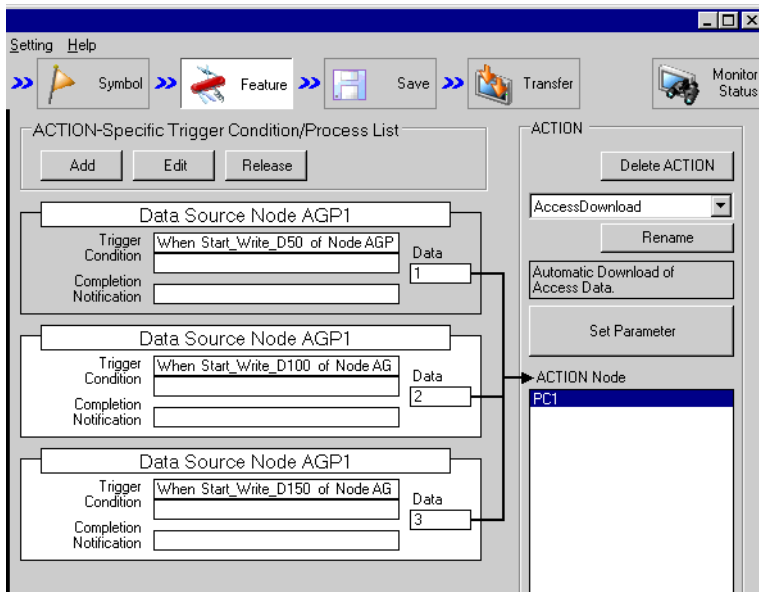 Setting Help
Symbol Feature Save Transfer Monitor Status
ACTION-Specific Trigger Condition/Process List
Add Edit Release
Data Source Node AGP1
Trigger Condition When Start_Write_D50 of Node AGP
Data
1
Completion Notification
Data Source Node AGP1
Trigger Condition When Start_Write_D100 of Node AG
Data
2
Completion Notification
Data Source Node AGP1
Trigger Condition When Start_Write_D150 of Node AG
Data
3
Completion Notification
ACTION
Delete ACTION
AccessDownload
Rename
Automatic Download of
Access Data.
Set Parameter
ACTION Node
PC1